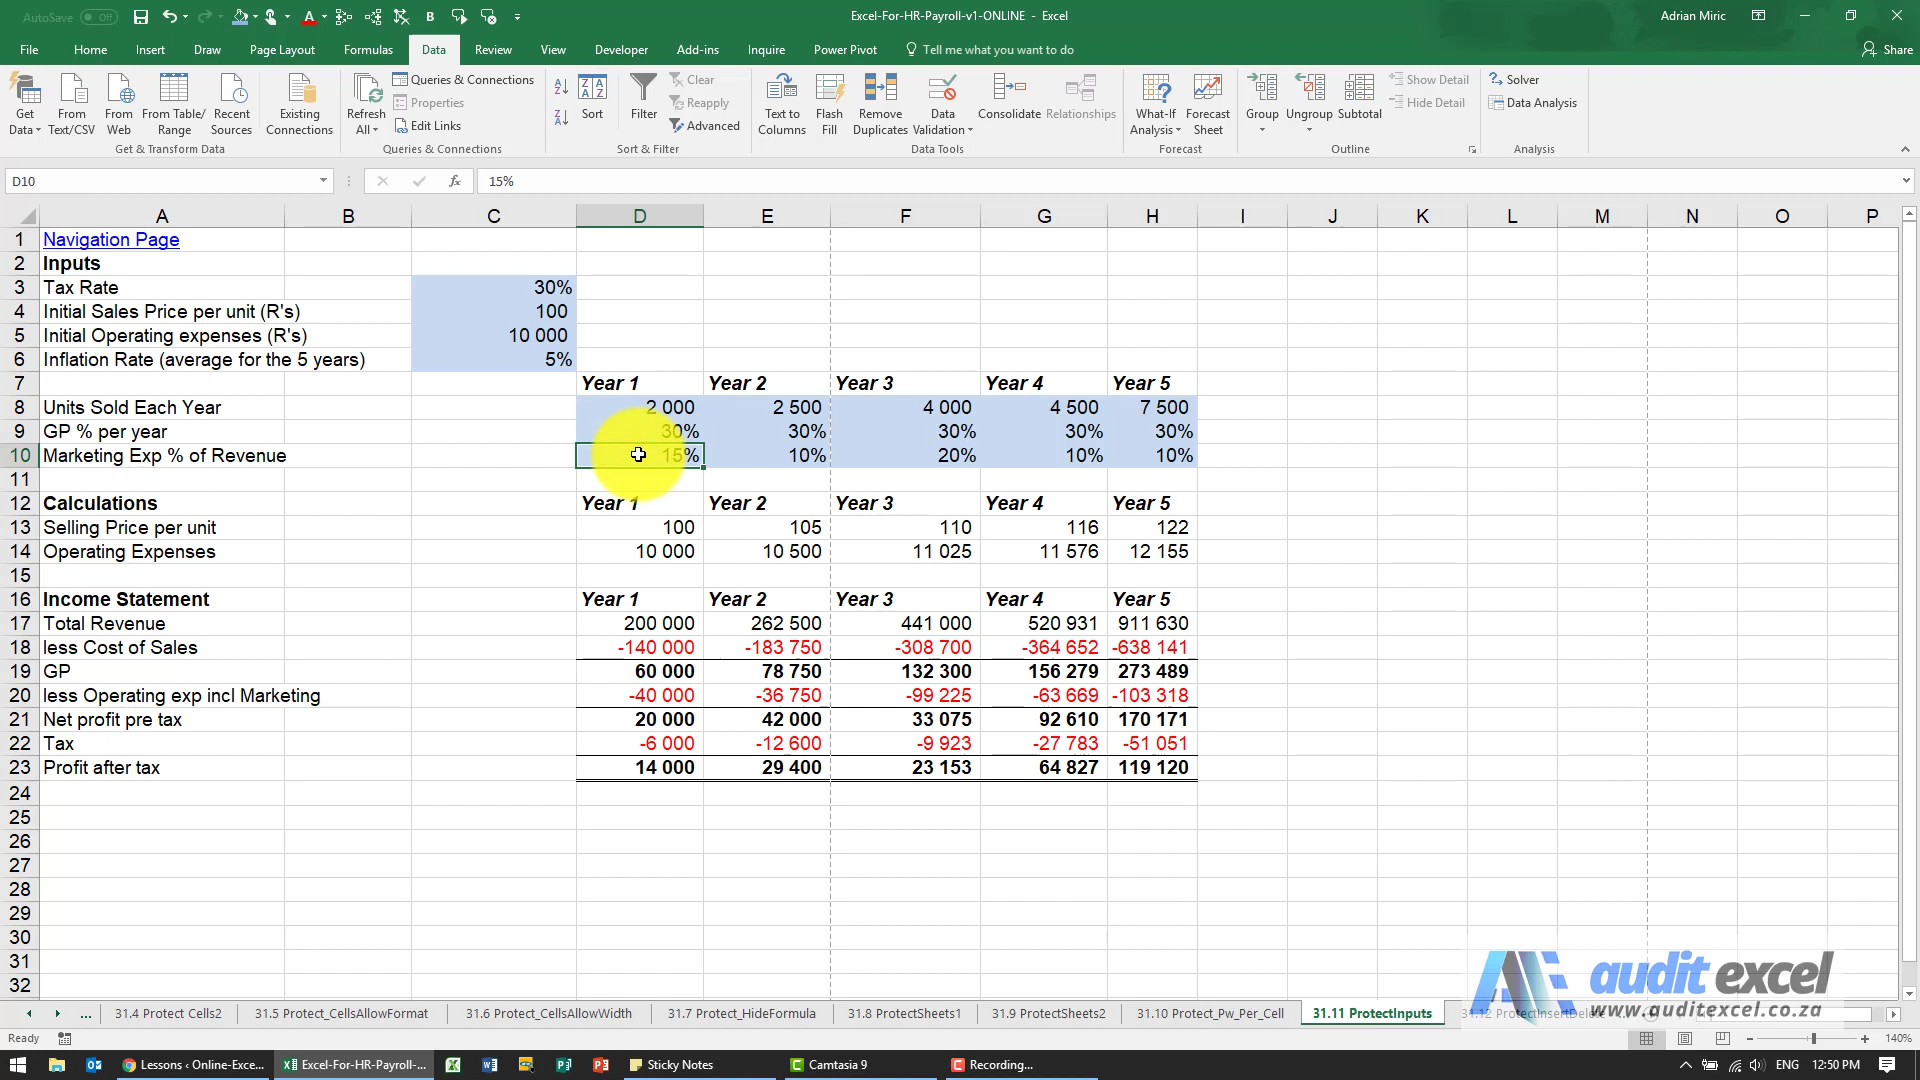 AutoSave Off
B
Excel-For-HR-Payroll-v1-ONLINE - Excel
Adrian Miric
File Home Insert Draw Page Layout Formulas Data Review View Developer Add-ins Inquire Power Pivot Tell me what you want to do Share
Get Data
From Text/CSV
From Web
From Table/ Range
Recent Sources
Existing Connections
Get & Transform Data
Refresh All
Queries & Connections
Properties
Edit Links
Queries & Connections
Sort
Filter
Clear
Reapply
Advanced
Sort & Filter
Text to Columns
Flash Fill
Remove Duplicates
Data Validation
Consolidate
Relationships
Data Tools
What-If Analysis
Forecast Sheet
Forecast
Group
Ungroup
Subtotal
Show Detail
Hide Detail
Outline
Solver
Data Analysis
Analysis
D10 fx 15%
A B C D E F G H I J K L M N O P
1 Navigation Page
2 Inputs
3 Tax Rate 30%
4 Initial Sales Price per unit (R's) 100
5 Initial Operating expenses (R's) 10 000
6 Inflation Rate (average for the 5 years) 5%
7 Year 1 Year 2 Year 3 Year 4 Year 5
8 Units Sold Each Year 2 000 2 500 4 000 4 500 7 500
9 GP % per year 30% 30% 30% 30% 30%
10 Marketing Exp % of Revenue 15% 10% 20% 10% 10%
11
12 Calculations Year 1 Year 2 Year 3 Year 4 Year 5
13 Selling Price per unit 100 105 110 116 122
14 Operating Expenses 10 000 10 500 11 025 11 576 12 155
15
16 Income Statement Year 1 Year 2 Year 3 Year 4 Year 5
17 Total Revenue 200 000 262 500 441 000 520 931 911 630
18 less Cost of Sales -140 000 -183 750 -308 700 -364 652 -638 141
19 GP 60 000 78 750 132 300 156 279 273 489
20 less Operating exp incl Marketing -40 000 -36 750 -99 225 -63 669 -103 318
21 Net profit pre tax 20 000 42 000 33 075 92 610 170 171
22 Tax -6 000 -12 600 -9 923 -27 783 -51 051
23 Profit after tax 14 000 29 400 23 153 64 827 119 120
24
25
26
27
28
29
30
31
32
audit excel
www.auditexcel.co.za
... 31.4 Protect Cells2 31.5 Protect_CellsAllowFormat 31.6 Protect_CellsAllowWidth 31.7 Protect_HideFormula 31.8 ProtectSheets1 31.9 ProtectSheets2 31.10 Protect_Pw_Per_Cell 31.11 ProtectInputs 31.12 ProtectInsertDelete
Ready 140%
Lessons ‹ Online-Exce... Excel-For-HR-Payroll-... Sticky Notes Camtasia 9 Recording... ENG 12:50 PM